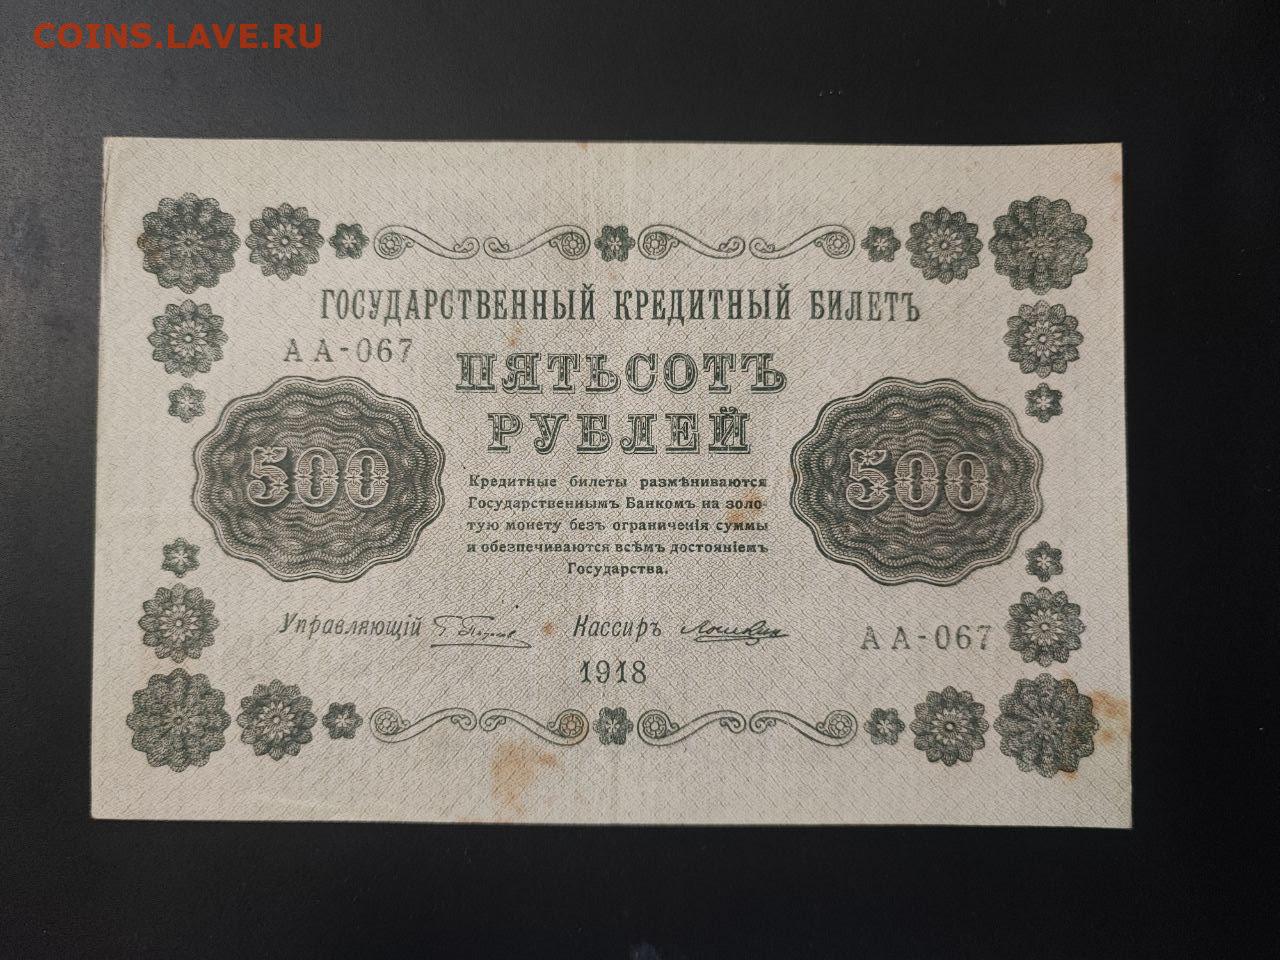 COINS.LAVE.RU
ГОСУДАРСТВЕННЫЙ КРЕДИТНЫЙ БИЛЕТЪ
АА-067
ПЯТЬСОТЪ
РУБЛЕЙ
500
500
Кредитные билеты размѣниваются
Государственнымъ Банкомъ на золо-
тую монету безъ ограниченія суммы
и обезпечиваются всѣмъ достояніемъ
Государства.
Управляющій
Кассиръ
АА-067
1918